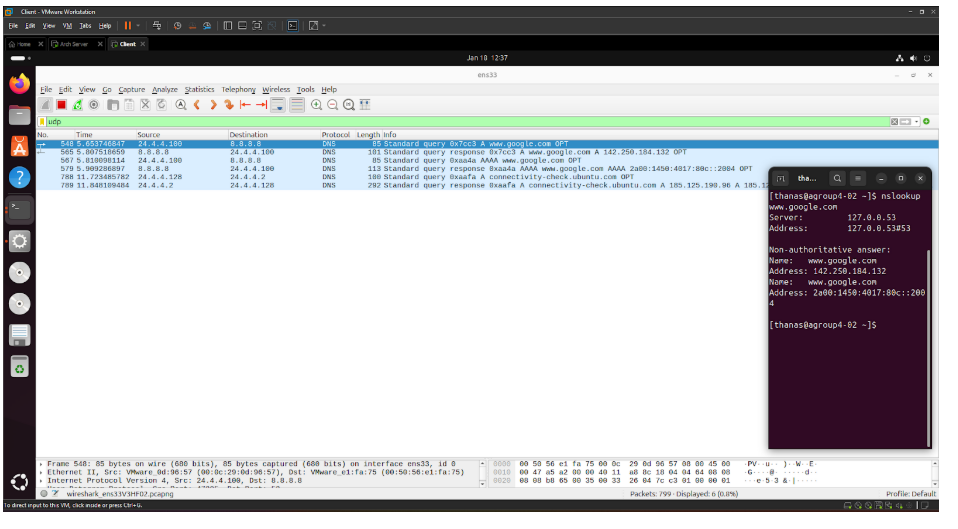 Client - VMware Workstation
File Edit View VM Tabs Help
Home Arch Server Client
Jan 18 12:37
ens33
File Edit View Go Capture Analyze Statistics Telephony Wireless Tools Help
udp
No. Time Source Destination Protocol Length Info
548 5.653746847 24.4.4.100 8.8.8.8 DNS 85 Standard query 0x7cc3 A www.google.com OPT
565 5.807518659 8.8.8.8 24.4.4.100 DNS 101 Standard query response 0x7cc3 A www.google.com A 142.250.184.132 OPT
567 5.810098114 24.4.4.100 8.8.8.8 DNS 85 Standard query 0xaa4a AAAA www.google.com OPT
579 5.909286897 8.8.8.8 24.4.4.100 DNS 113 Standard query response 0xaa4a AAAA www.google.com AAAA 2a00:1450:4017:80c::2004 OPT
788 11.723485782 24.4.4.128 24.4.4.2 DNS 100 Standard query 0xaafa A connectivity-check.ubuntu.com OPT
789 11.848109484 24.4.4.2 24.4.4.128 DNS 292 Standard query response 0xaafa A connectivity-check.ubuntu.com A 185.125.190.96 A 185.12
thanas...
[thanas@agroup4-02 ~]$ nslookup
www.google.com
Server: 127.0.0.53
Address: 127.0.0.53#53
Non-authoritative answer:
Name: www.google.com
Address: 142.250.184.132
Name: www.google.com
Address: 2a00:1450:4017:80c::200
4
[thanas@agroup4-02 ~]$
Frame 548: 85 bytes on wire (680 bits), 85 bytes captured (680 bits) on interface ens33, id 0
Ethernet II, Src: VMware_0d:96:57 (00:0c:29:0d:96:57), Dst: VMware_e1:fa:75 (00:50:56:e1:fa:75)
Internet Protocol Version 4, Src: 24.4.4.100, Dst: 8.8.8.8
0000 00 50 56 e1 fa 75 00 0c 29 0d 96 57 08 00 45 00 ·PV··u·· )··W··E·
0010 00 47 a5 a2 00 00 40 11 a8 8c 18 04 04 64 08 08 ·G····@· ·····d··
0020 08 08 b8 65 00 35 00 33 26 04 7c c3 01 00 00 01 ···e·5·3 &·|·····
wireshark_ens33V3HF02.pcapng
Packets: 799 · Displayed: 6 (0.8%)
Profile: Default
To direct input to this VM, click inside or press Ctrl+G.